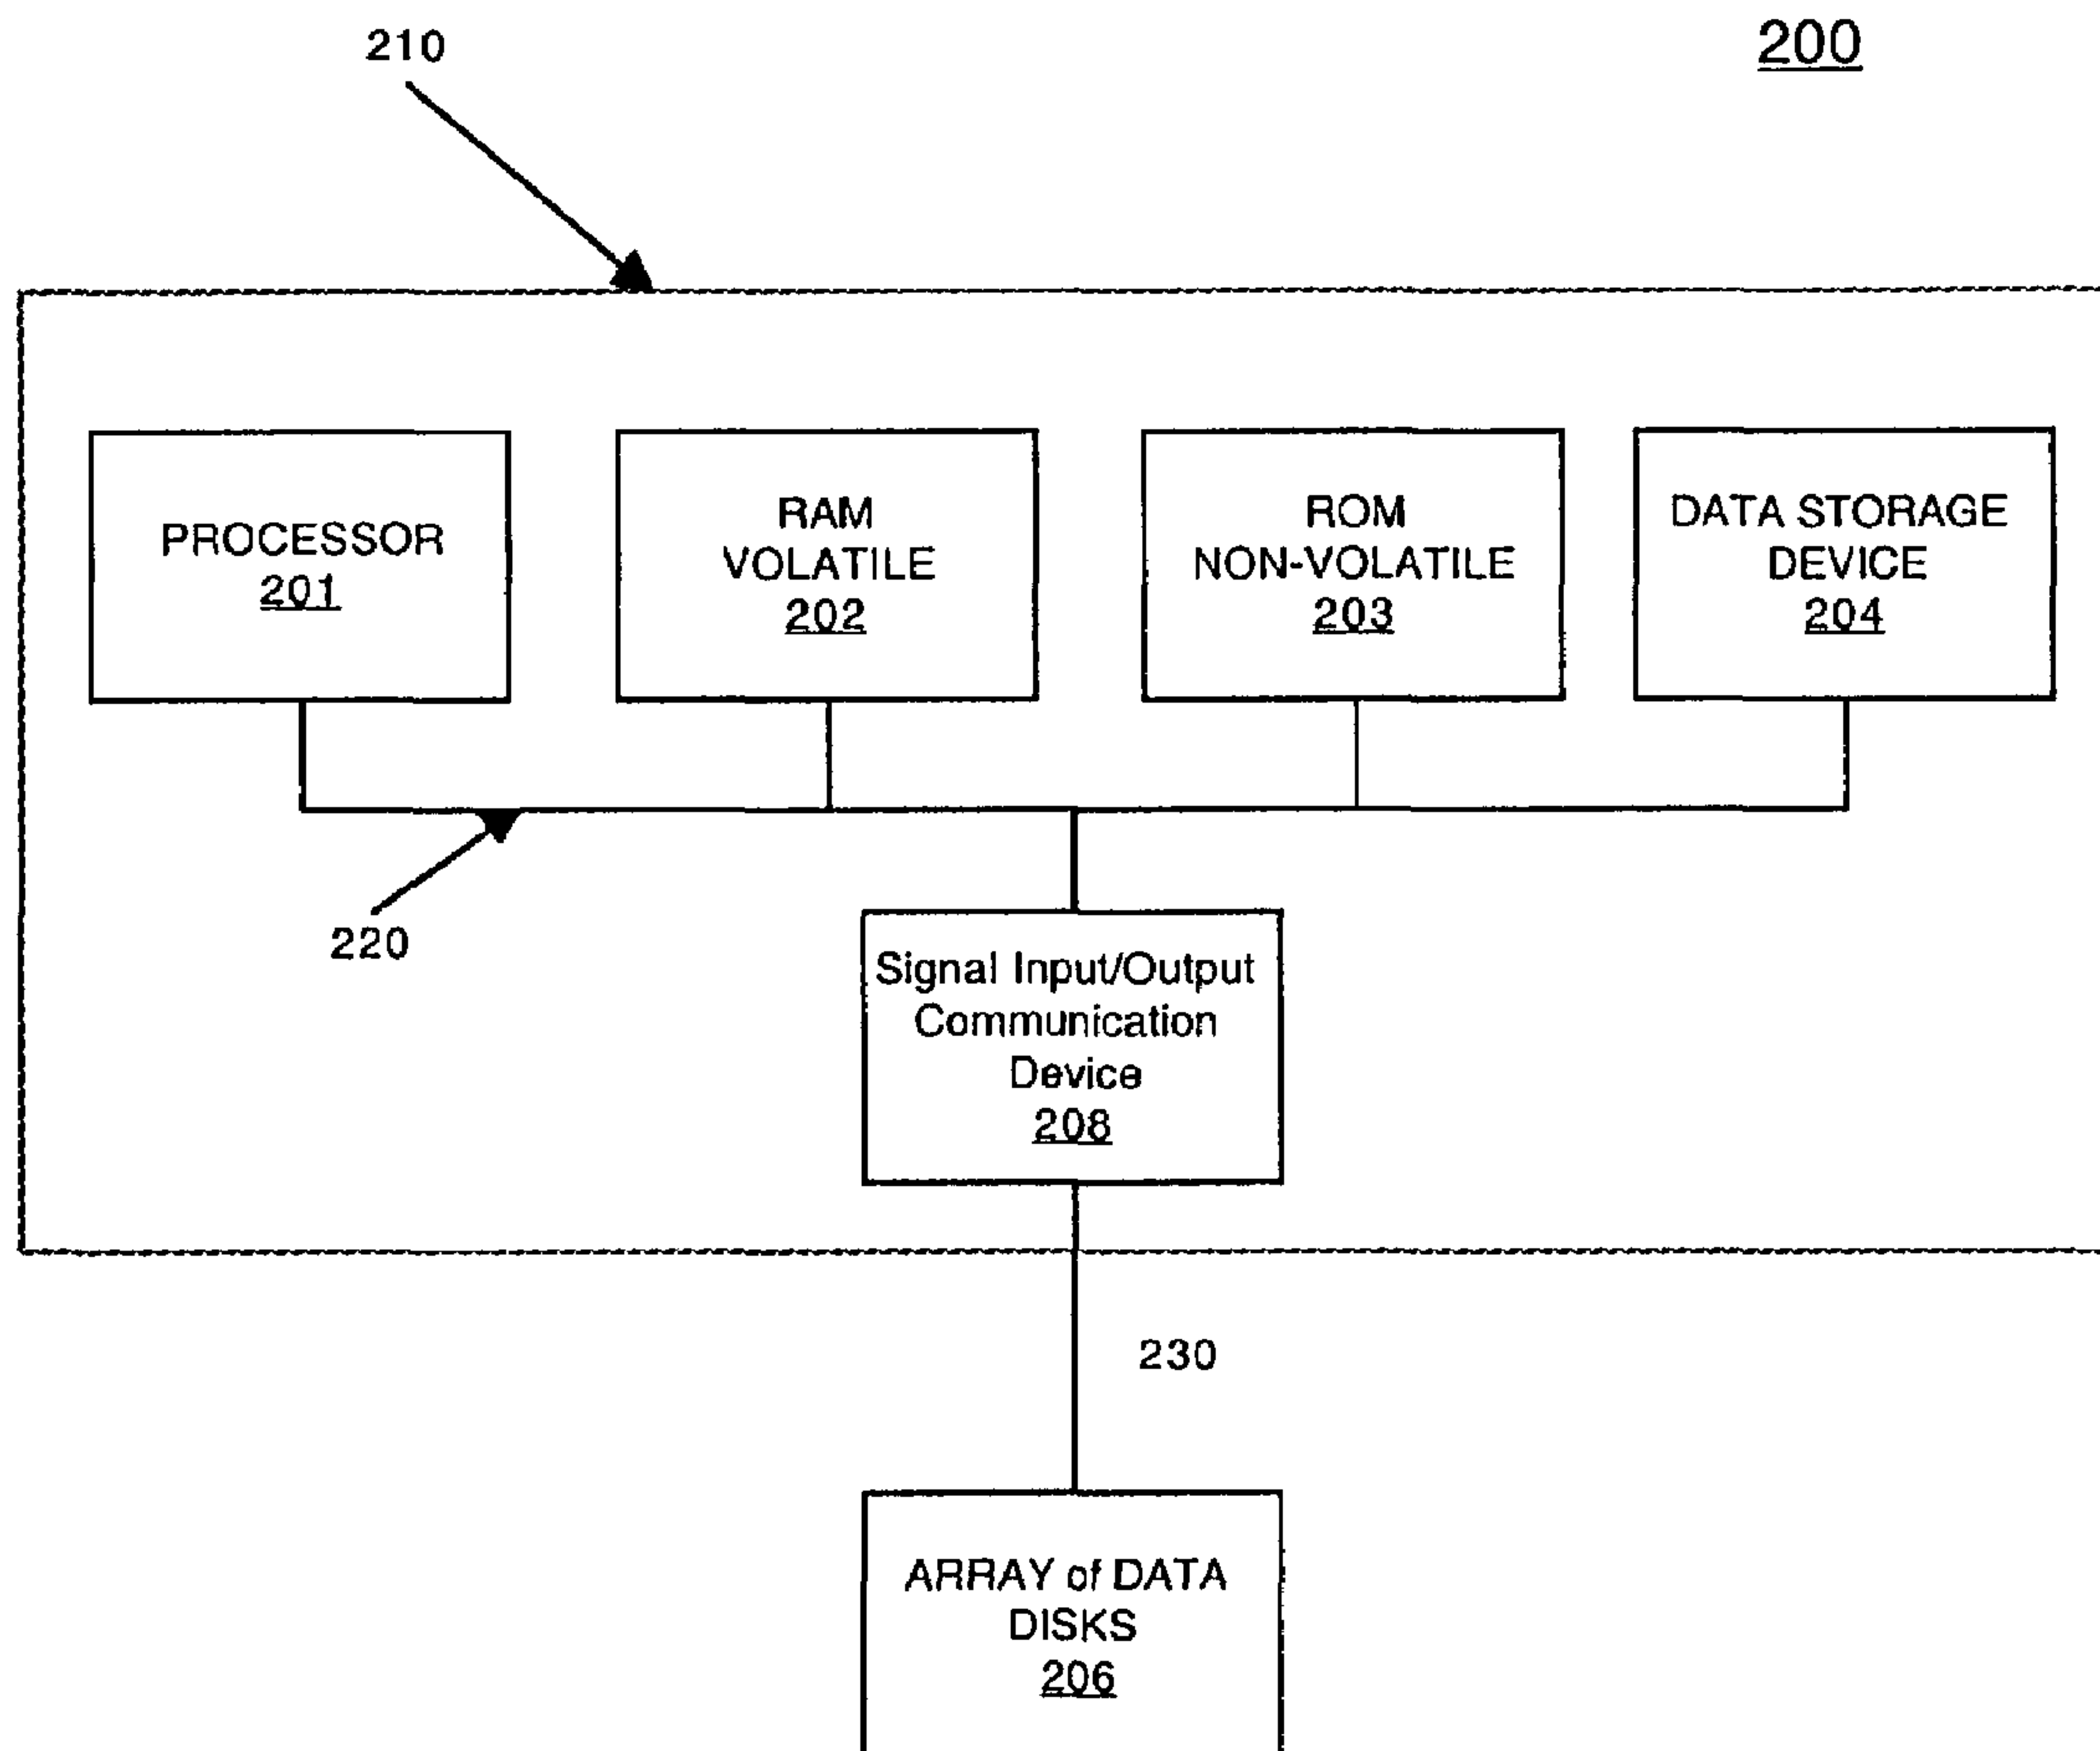 210
200
PROCESSOR
201
RAM
VOLATILE
202
ROM
NON-VOLATILE
203
DATA STORAGE
DEVICE
204
220
Signal Input/Output
Communication
Device
208
230
ARRAY of DATA
DISKS
206